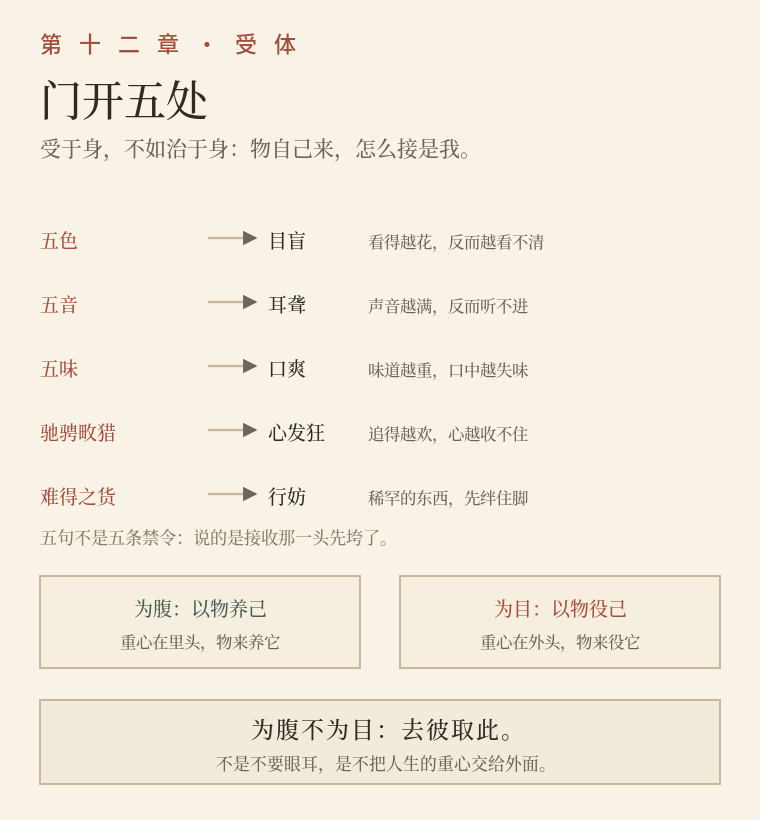 第十二章·受体
门开五处
受于身，不如治于身：物自己来，怎么接是我。
五色 目盲 看得越花，反而越看不清
五音 耳聋 声音越满，反而听不进
五味 口爽 味道越重，口中越失味
驰骋畋猎 心发狂 追得越欢，心越收不住
难得之货 行妨 稀罕的东西，先绊住脚
五句不是五条禁令：说的是接收那一头先垮了。
为腹：以物养己
重心在里头，物来养它
为目：以物役己
重心在外头，物来役它
为腹不为目：去彼取此。
不是不要眼耳，是不把人生的重心交给外面。